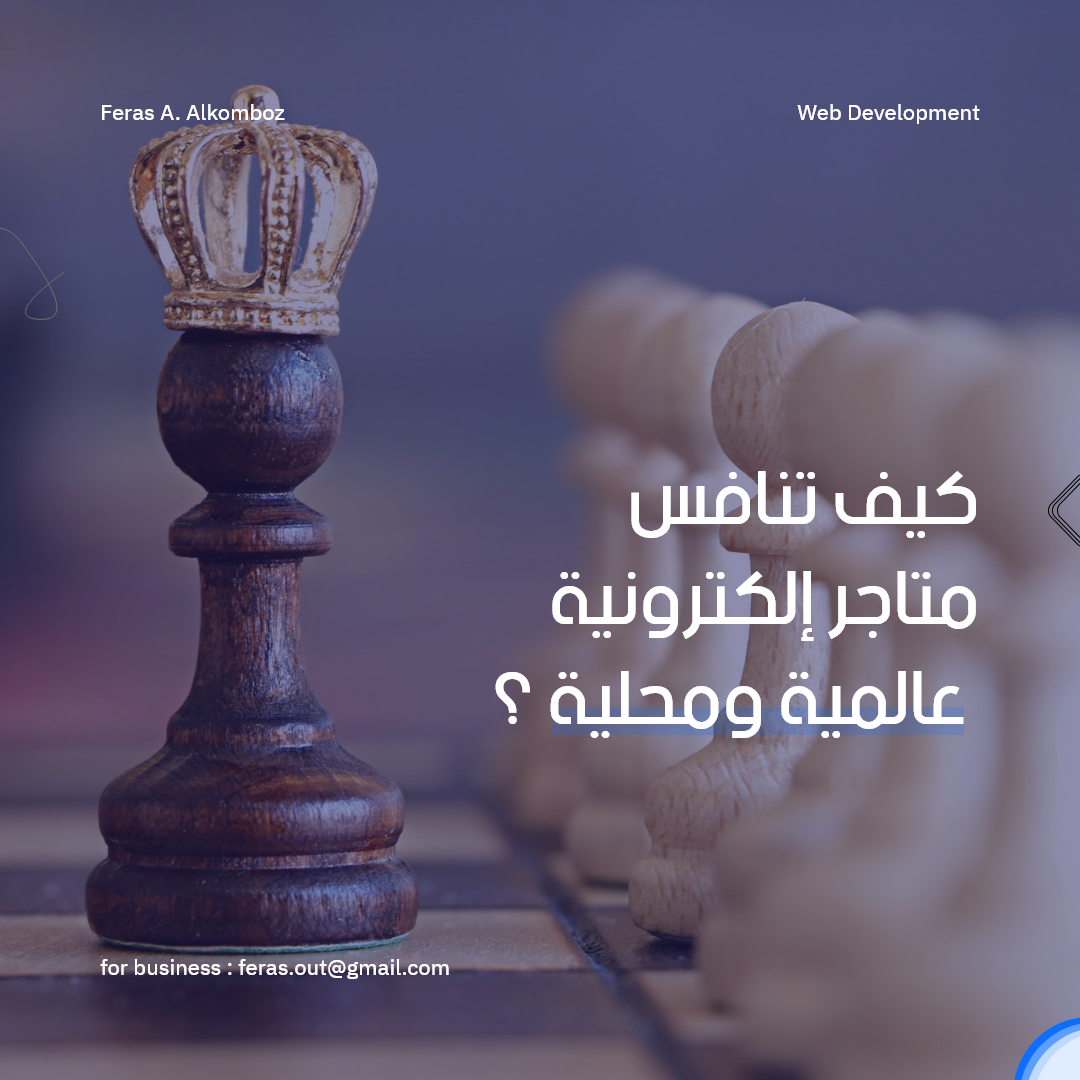 Feras A. Alkomboz
Web Development
كيف تنافس
متاجر إلكترونية
عالمية ومحلية ؟
for business : feras.out@gmail.com